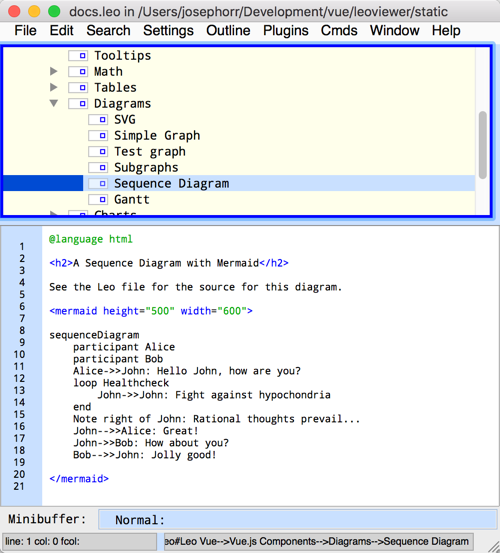 docs.leo in /Users/josephorr/Development/vue/leoviewer/static
File Edit Search Settings Outline Plugins Cmds Window Help
Tooltips
Math
Tables
Diagrams
SVG
Simple Graph
Test graph
Subgraphs
Sequence Diagram
Gantt
Charts
1 @language html
2
3 <h2>A Sequence Diagram with Mermaid</h2>
4
5 See the Leo file for the source for this diagram.
6
7 <mermaid height="500" width="600">
8
9 sequenceDiagram
10 participant Alice
11 participant Bob
12 Alice->>John: Hello John, how are you?
13 loop Healthcheck
14 John->>John: Fight against hypochondria
15 end
16 Note right of John: Rational thoughts prevail...
17 John-->>Alice: Great!
18 John->>Bob: How about you?
19 Bob-->>John: Jolly good!
20
21 </mermaid>
Minibuffer: Normal:
line: 1 col: 0 fcol: eo#Leo Vue-->Vue.js Components-->Diagrams-->Sequence Diagram